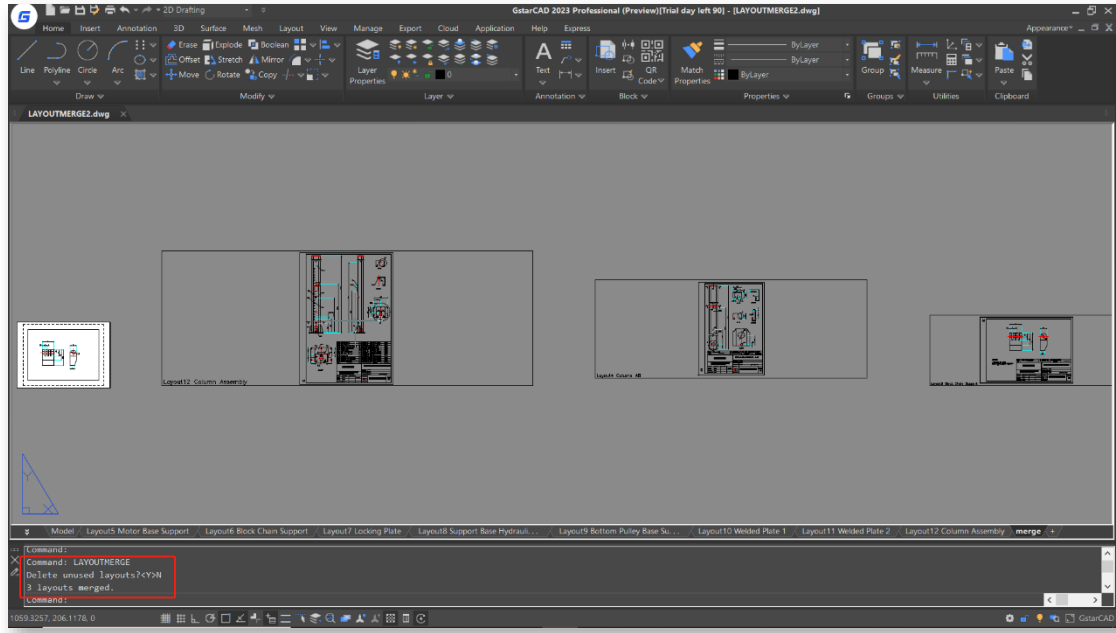 2D Drafting
GstarCAD 2023 Professional (Preview)[Trial day left 90] - [LAYOUTMERGE2.dwg]
Home Insert Annotation 3D Surface Mesh Layout View Manage Export Cloud Application Help Express Appearance
Erase Explode Boolean
Offset Stretch Mirror
Move Rotate Copy
Line Polyline Circle Arc
Layer Properties 0
Text
Insert QR Code
Match Properties
ByLayer
ByLayer
ByLayer
Group Measure Paste
Draw Modify Layer Annotation Block Properties Groups Utilities Clipboard
LAYOUTMERGE2.dwg
Layout12 Column Assembly
Y
X
Model Layout5 Motor Base Support Layout6 Block Chain Support Layout7 Locking Plate Layout8 Support Base Hydrauli... Layout9 Bottom Pulley Base Su... Layout10 Welded Plate 1 Layout11 Welded Plate 2 Layout12 Column Assembly merge +
Command:
Command: LAYOUTMERGE
Delete unused layouts?<Y>N
3 layouts merged.
Command:
1059.3257, 206.1178, 0 GstarCAD